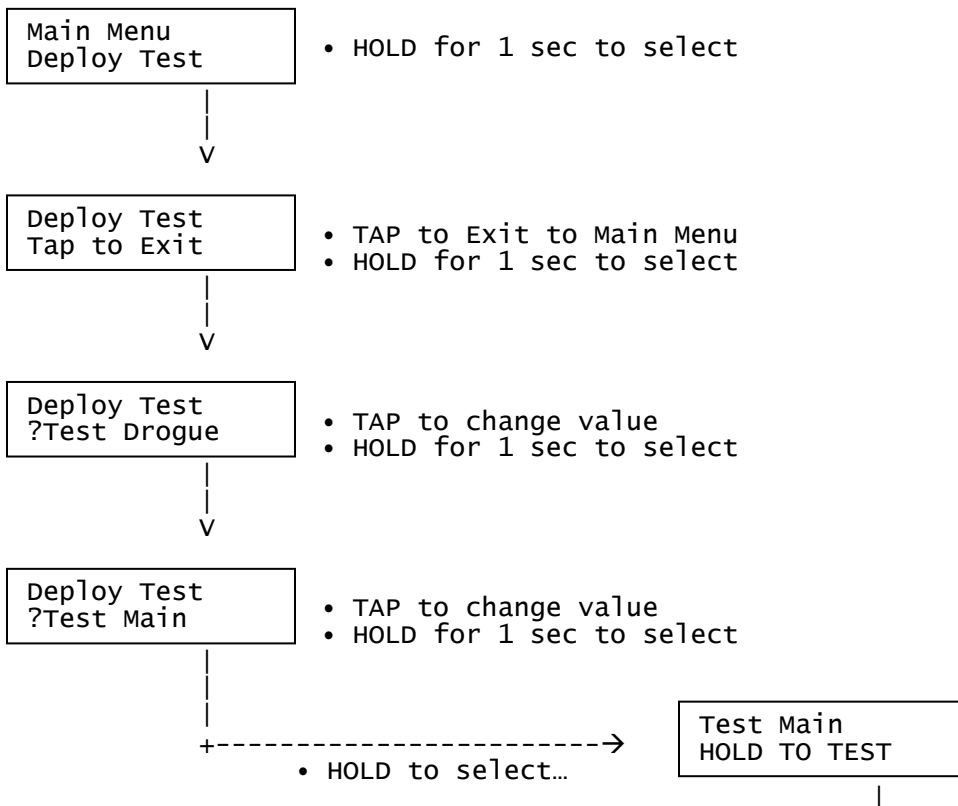 Main Menu
Deploy Test
• HOLD for 1 sec to select
|
|
V
Deploy Test
Tap to Exit
• TAP to Exit to Main Menu
• HOLD for 1 sec to select
|
|
V
Deploy Test
?Test Drogue
• TAP to change value
• HOLD for 1 sec to select
|
|
V
Deploy Test
?Test Main
• TAP to change value
• HOLD for 1 sec to select
|
|
|
+------------------------→
• HOLD to select…
Test Main
HOLD TO TEST
|